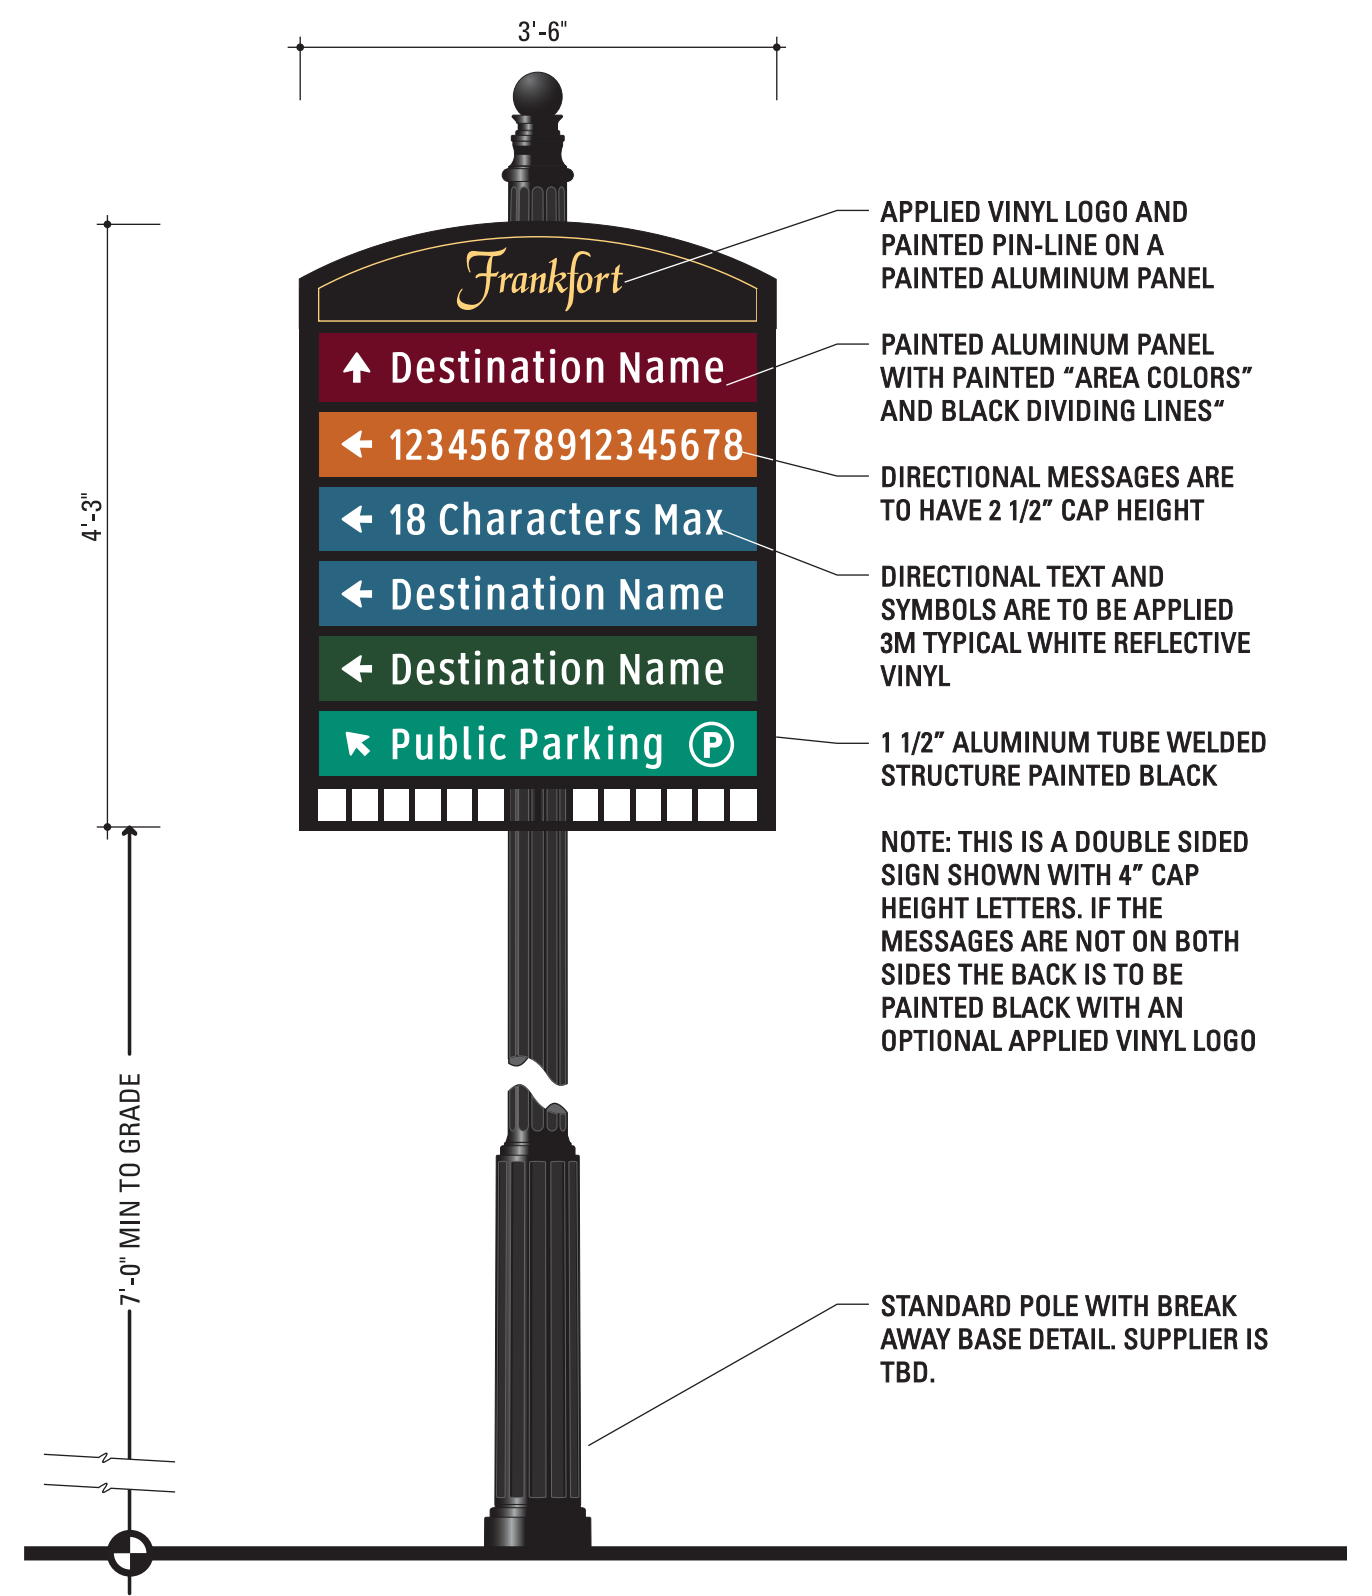 3'-6"
Frankfort
Destination Name
12345678912345678
18 Characters Max
Destination Name
Destination Name
Public Parking P
4'-3"
7'-0" MIN TO GRADE
APPLIED VINYL LOGO AND
PAINTED PIN-LINE ON A
PAINTED ALUMINUM PANEL
PAINTED ALUMINUM PANEL
WITH PAINTED “AREA COLORS”
AND BLACK DIVIDING LINES“
DIRECTIONAL MESSAGES ARE
TO HAVE 2 1/2” CAP HEIGHT
DIRECTIONAL TEXT AND
SYMBOLS ARE TO BE APPLIED
3M TYPICAL WHITE REFLECTIVE
VINYL
1 1/2” ALUMINUM TUBE WELDED
STRUCTURE PAINTED BLACK
NOTE: THIS IS A DOUBLE SIDED
SIGN SHOWN WITH 4” CAP
HEIGHT LETTERS. IF THE
MESSAGES ARE NOT ON BOTH
SIDES THE BACK IS TO BE
PAINTED BLACK WITH AN
OPTIONAL APPLIED VINYL LOGO
STANDARD POLE WITH BREAK
AWAY BASE DETAIL. SUPPLIER IS
TBD.